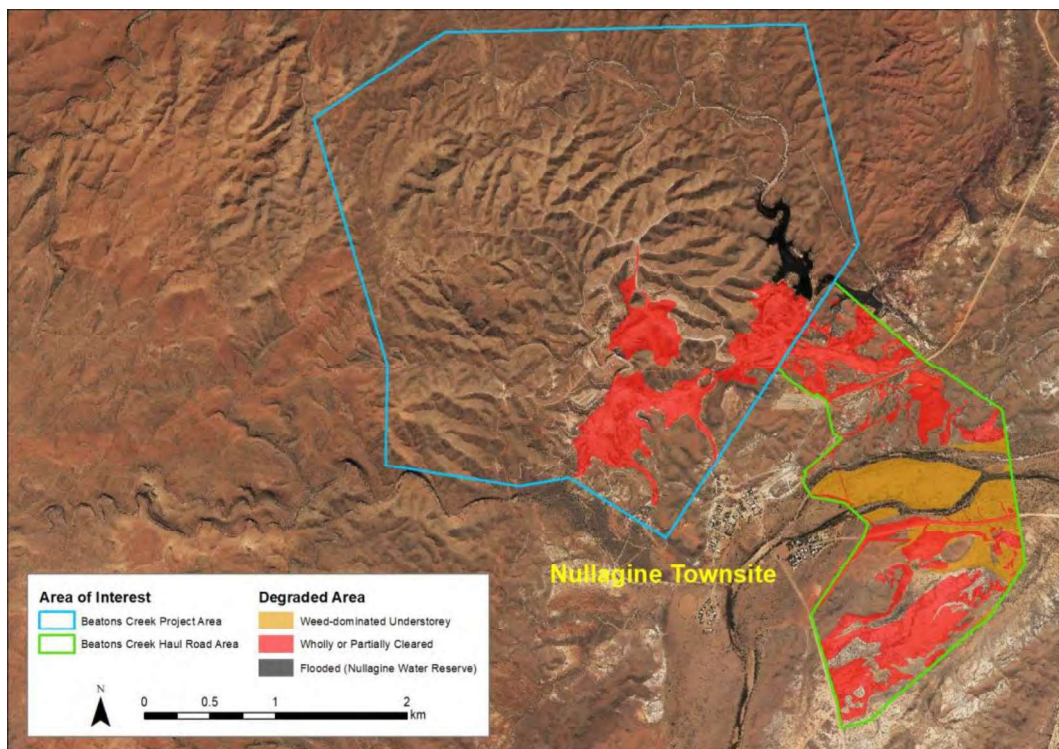 Nullagine Townsite
Area of Interest
Beatons Creek Project Area
Beatons Creek Haul Road Area
Degraded Area
Weed-dominated Understorey
Wholly or Partially Cleared
Flooded (Nullagine Water Reserve)
N
0 0.5 1 2
km